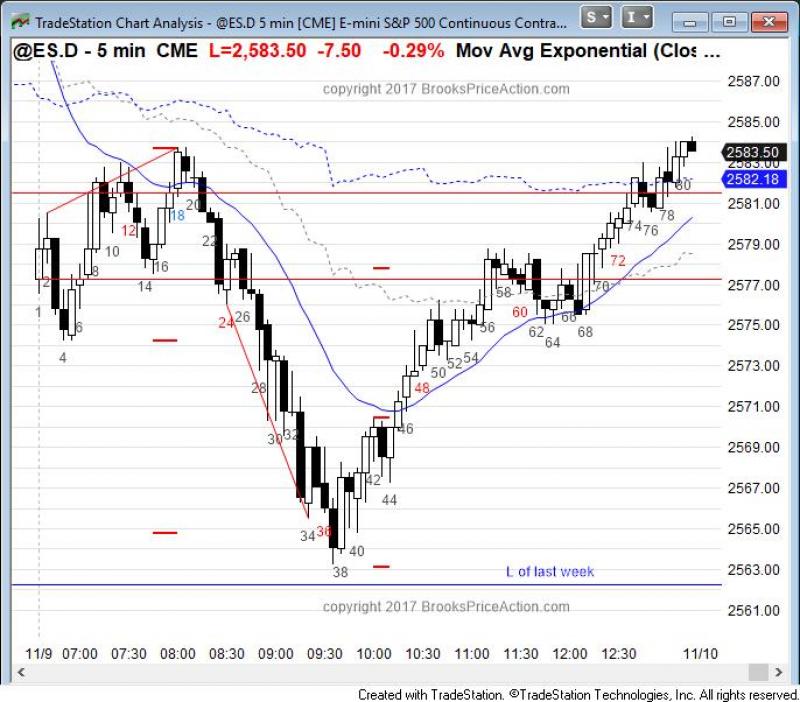 TradeStation Chart Analysis - @ES.D 5 min [CME] E-mini S&P 500 Continuous Contra...
S I
@ES.D - 5 min CME L=2,583.50 -7.50 -0.29% Mov Avg Exponential (Clos ...
copyright 2017 BrooksPriceAction.com
2587.00
2585.00
2583.50
2583.00
2582.18
2581.00
2579.00
2577.00
2575.00
2573.00
2571.00
2569.00
2567.00
2565.00
2563.00
2561.00
1 2 4 6 8 10 12 14 16 18 20 22 24 26 28 30 32 34 36 38 40 42 44 46 48 50 52 54 56 58 60 62 64 66 68 70 72 74 76 78 80
L of last week
copyright 2017 BrooksPriceAction.com
11/9 07:00 07:30 08:00 08:30 09:00 09:30 10:00 10:30 11:00 11:30 12:00 12:30 11/10
Created with TradeStation. ©TradeStation Technologies, Inc. All rights reserved.